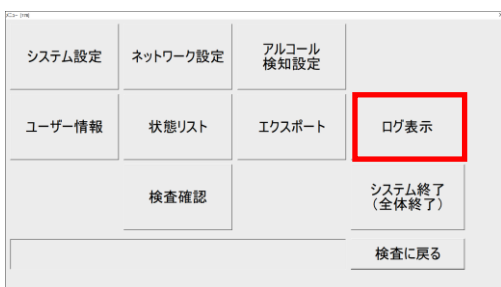 システム設定
ネットワーク設定
アルコール
検知設定
ユーザー情報
状態リスト
エクスポート
ログ表示
検査確認
システム終了
（全体終了）
検査に戻る